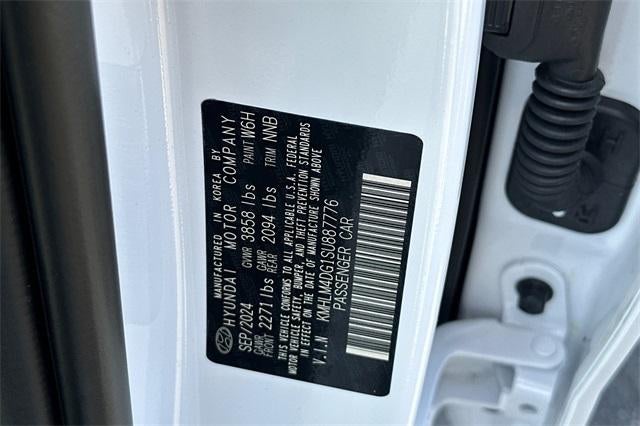 MANUFACTURED IN KOREA BY
HYUNDAI MOTOR COMPANY
SEP/2024 GVWR 3858 lbs PAINT W6H
GAWR FRONT 2271 lbs GAWR REAR 2094 lbs TRIM NNB
THIS VEHICLE CONFORMS TO ALL APPLICABLE U.S.A. FEDERAL
MOTOR VEHICLE SAFETY, BUMPER, AND THEFT PREVENTION STANDARDS
IN EFFECT ON THE DATE OF MANUFACTURE SHOWN ABOVE
V.I.N KMHLM4DG1SU887776
PASSENGER CAR